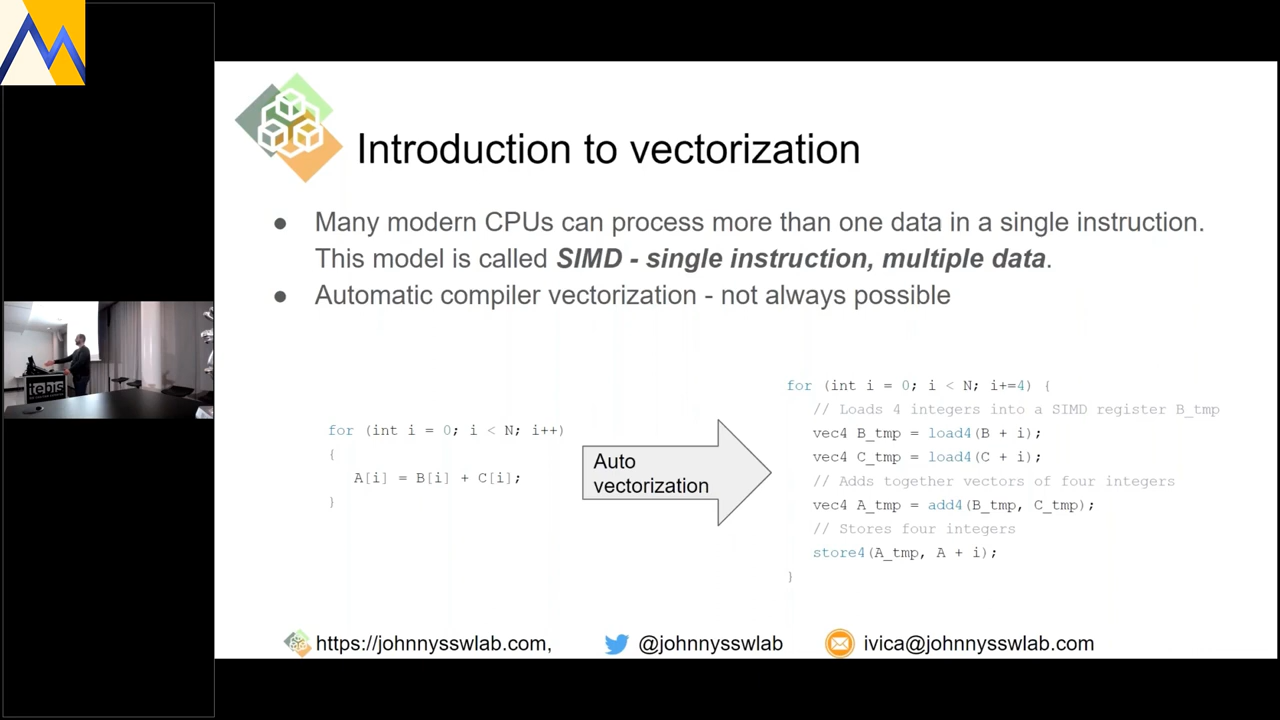 Introduction to vectorization
● Many modern CPUs can process more than one data in a single instruction.
This model is called SIMD - single instruction, multiple data.
● Automatic compiler vectorization - not always possible
for (int i = 0; i < N; i++)
{
A[i] = B[i] + C[i];
}
Auto
vectorization
for (int i = 0; i < N; i+=4) {
// Loads 4 integers into a SIMD register B_tmp
vec4 B_tmp = load4(B + i);
vec4 C_tmp = load4(C + i);
// Adds together vectors of four integers
vec4 A_tmp = add4(B_tmp, C_tmp);
// Stores four integers
store4(A_tmp, A + i);
}
https://johnnysswlab.com, @johnnysswlab ivica@johnnysswlab.com
tebis